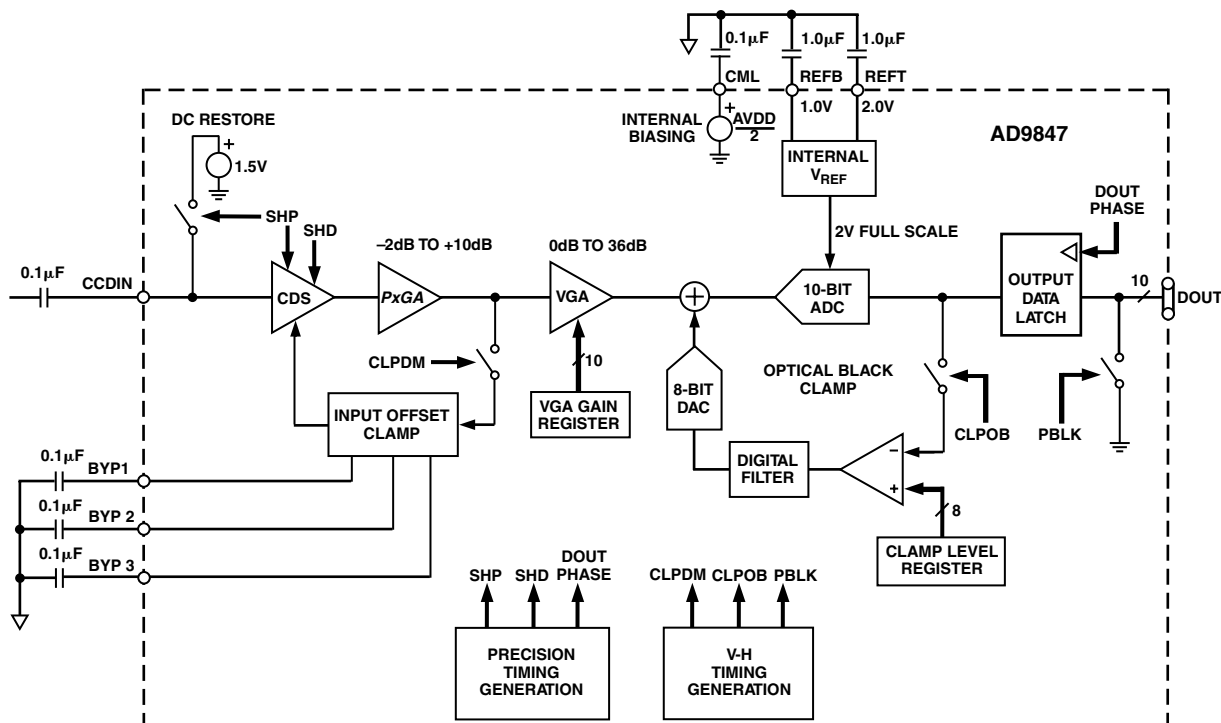 0.1µF
1.0µF
1.0µF
CML
REFB
REFT
DC RESTORE
+
1.5V
INTERNAL
BIASING
+
AVDD
2
1.0V
2.0V
AD9847
INTERNAL
VREF
SHP
SHD
–2dB TO +10dB
0dB TO 36dB
2V FULL SCALE
DOUT
PHASE
0.1µF
CCDIN
CDS
PxGA
VGA
+
10-BIT
ADC
OUTPUT
DATA
LATCH
10
DOUT
CLPDM
10
8-BIT
DAC
OPTICAL BLACK
CLAMP
CLPOB
PBLK
INPUT OFFSET
CLAMP
VGA GAIN
REGISTER
DIGITAL
FILTER
–
+
8
CLAMP LEVEL
REGISTER
0.1µF
BYP1
0.1µF
BYP 2
0.1µF
BYP 3
SHP
SHD
DOUT
PHASE
CLPDM
CLPOB
PBLK
PRECISION
TIMING
GENERATION
V-H
TIMING
GENERATION